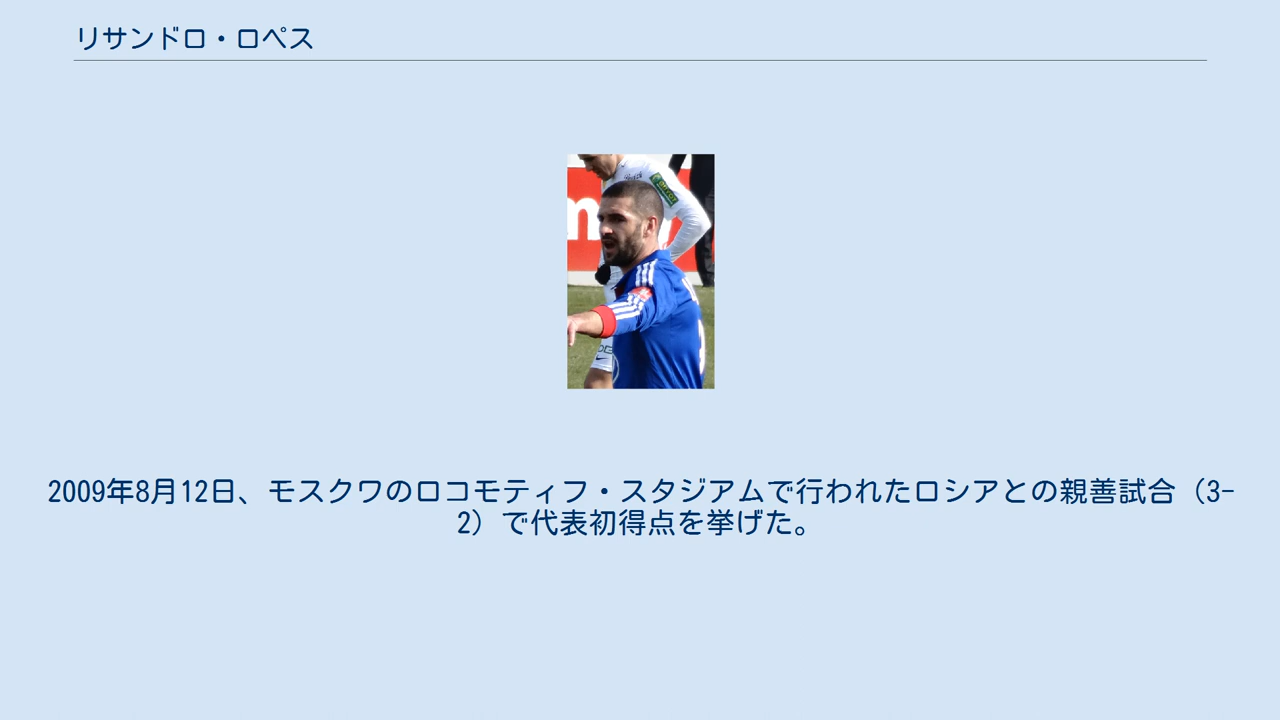 リサンドロ・ロペス
2009年8月12日、モスクワのロコモティフ・スタジアムで行われたロシアとの親善試合（3-
2）で代表初得点を挙げた。